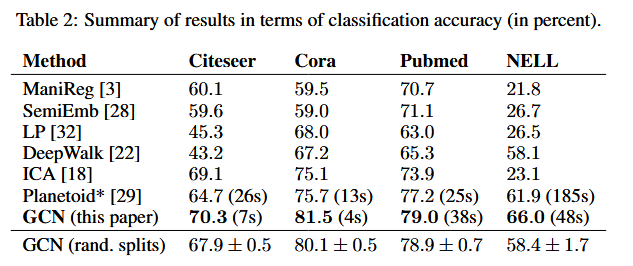 Table 2: Summary of results in terms of classification accuracy (in percent).
Method Citeseer Cora Pubmed NELL
ManiReg [3] 60.1 59.5 70.7 21.8
SemiEmb [28] 59.6 59.0 71.1 26.7
LP [32] 45.3 68.0 63.0 26.5
DeepWalk [22] 43.2 67.2 65.3 58.1
ICA [18] 69.1 75.1 73.9 23.1
Planetoid* [29] 64.7 (26s) 75.7 (13s) 77.2 (25s) 61.9 (185s)
GCN (this paper) 70.3 (7s) 81.5 (4s) 79.0 (38s) 66.0 (48s)
GCN (rand. splits) 67.9 ± 0.5 80.1 ± 0.5 78.9 ± 0.7 58.4 ± 1.7